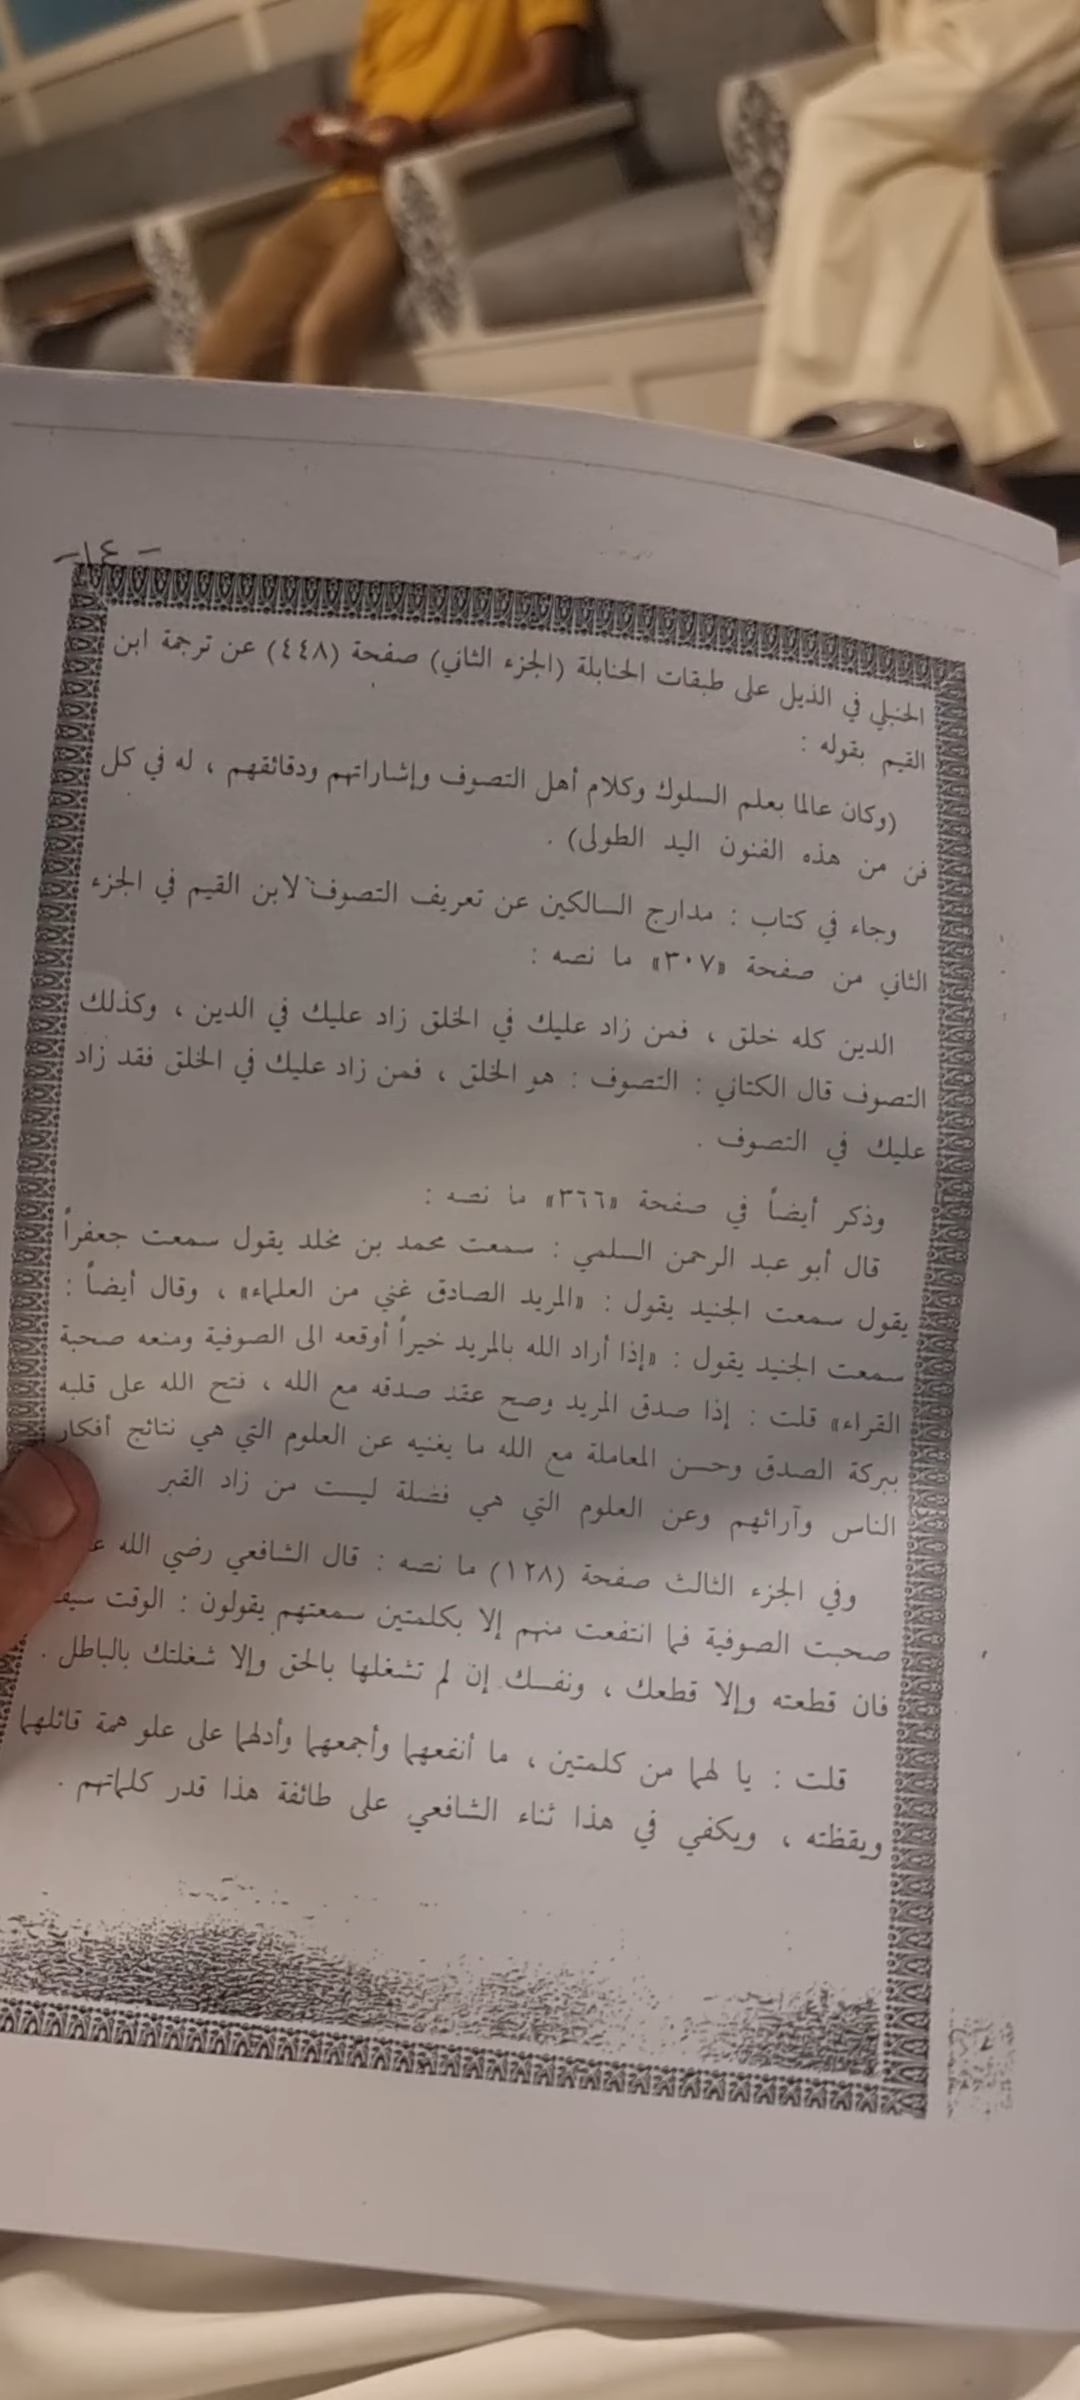 - ١٤ -
الحنبلي في الذيل على طبقات الحنابلة (الجزء الثاني) صفحة (٤٤٨) عن ترجمة ابن
القيم بقوله :
(وكان عالما بعلم السلوك وكلام أهل التصوف وإشاراتهم ودقائقهم ، له في كل
فن من هذه الفنون اليد الطولى) .
وجاء في كتاب : مدارج السالكين عن تعريف التصوف لابن القيم في الجزء
الثاني من صفحة «٣٠٧» ما نصه :
الدين كله خلق ، فمن زاد عليك في الخلق زاد عليك في الدين ، وكذلك
التصوف قال الكتاني : التصوف : هو الخلق ، فمن زاد عليك في الخلق فقد زاد
عليك في التصوف .
وذكر أيضاً في صفحة «٣٦٦» ما نصه :
قال أبو عبد الرحمن السلمي : سمعت محمد بن مخلد يقول سمعت جعفراً
يقول سمعت الجنيد يقول : «المريد الصادق غني من العلماء» ، وقال أيضاً :
سمعت الجنيد يقول : «إذا أراد الله بالمريد خيراً أوقعه الى الصوفية ومنعه صحبة
القراء» قلت : إذا صدق المريد وصح عقد صدقه مع الله ، فتح الله على قلبه
ببركة الصدق وحسن المعاملة مع الله ما يغنيه عن العلوم التي هي نتائج أفكار
الناس وآرائهم وعن العلوم التي هي فضلة ليست من زاد القبر
وفي الجزء الثالث صفحة (١٢٨) ما نصه : قال الشافعي رضي الله
صحبت الصوفية فما انتفعت منهم إلا بكلمتين سمعتهم يقولون : الوقت سيف
فان قطعته وإلا قطعك ، ونفسك إن لم تشغلها بالحق وإلا شغلتك بالباطل .
قلت : يا لهما من كلمتين ، ما أنفعهما وأجمعهما وأدلهما على علو همة قائلهما
ويقظته ، ويكفي في هذا ثناء الشافعي على طائفة هذا قدر كلماتهم .